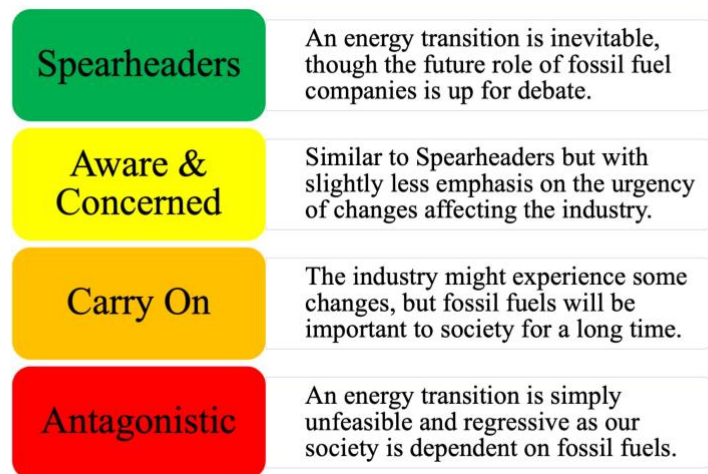 Spearheaders
An energy transition is inevitable,
though the future role of fossil fuel
companies is up for debate.
Aware &
Concerned
Similar to Spearheaders but with
slightly less emphasis on the urgency
of changes affecting the industry.
Carry On
The industry might experience some
changes, but fossil fuels will be
important to society for a long time.
Antagonistic
An energy transition is simply
unfeasible and regressive as our
society is dependent on fossil fuels.